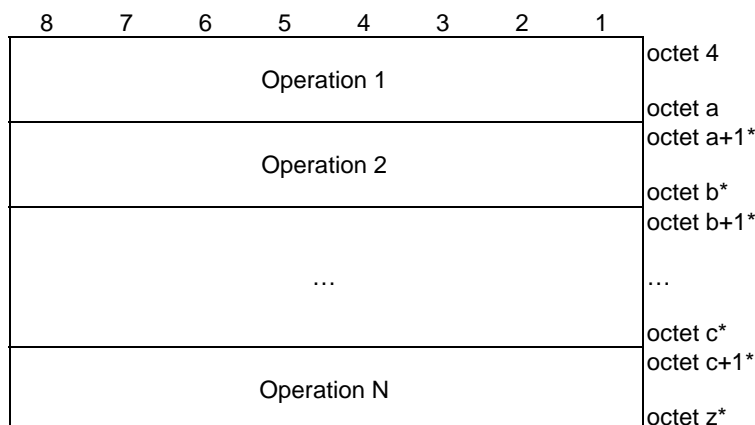 8 7 6 5 4 3 2 1
octet 4
Operation 1
octet a
octet a+1*
Operation 2
octet b*
octet b+1*
… …
octet c*
octet c+1*
Operation N
octet z*